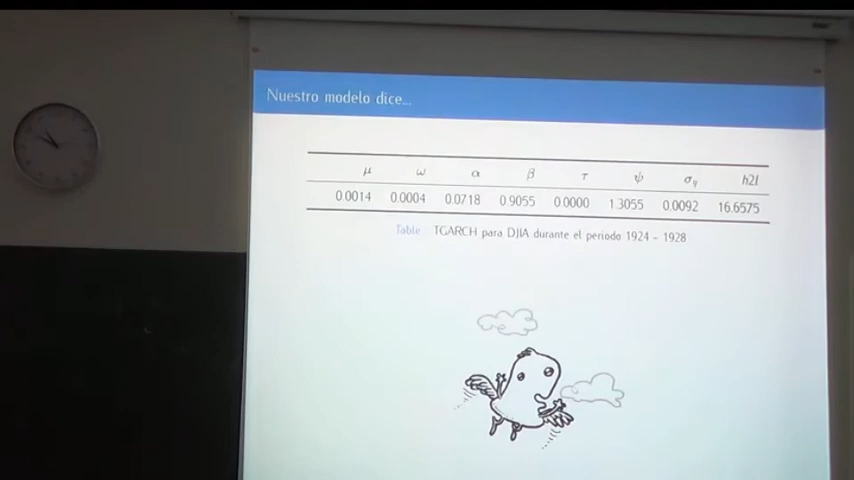 Nuestro modelo dice...
μ ω α β τ ψ σ_η h2l
0.0014 0.0004 0.0718 0.9055 0.0000 1.3055 0.0092 16.6575
Table TGARCH para DJIA durante el periodo 1924 - 1928